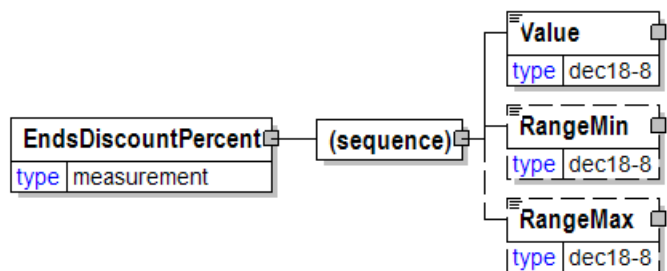 Value
type dec18-8
EndsDiscountPercent
type measurement
(sequence)
RangeMin
type dec18-8
RangeMax
type dec18-8